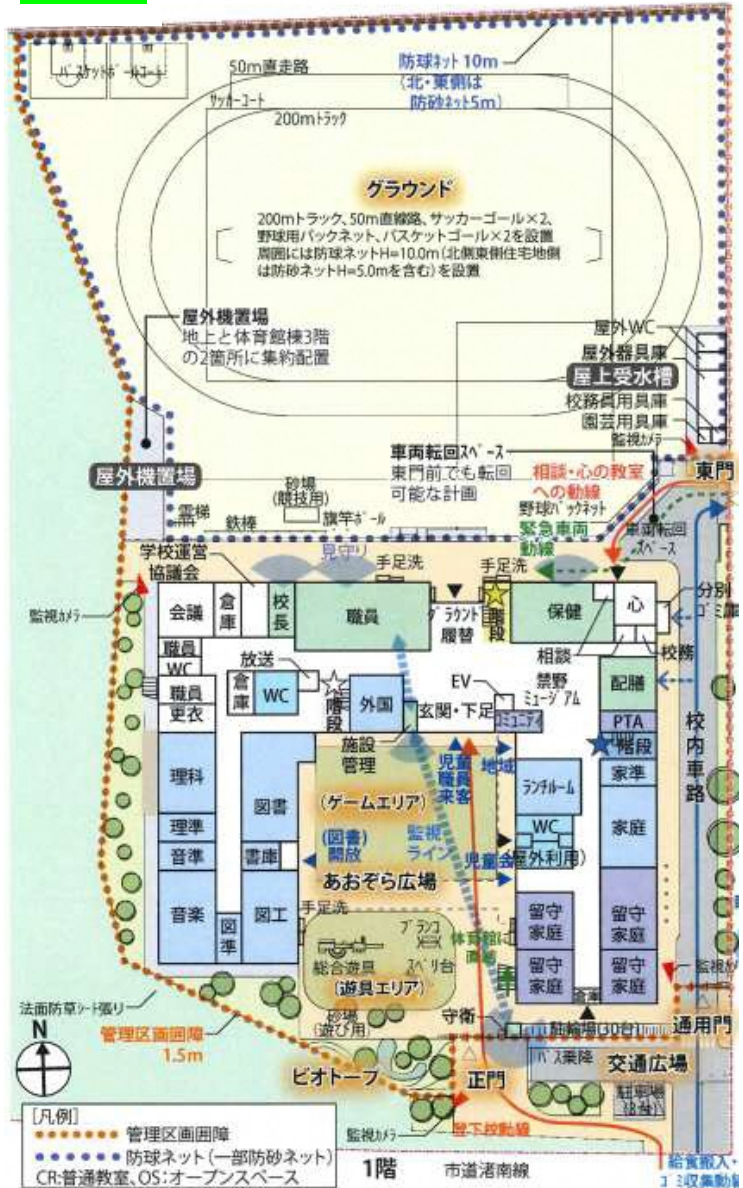 バスケットボールコート
50m直走路
防球ネット10m
(北・東側は
防砂ネット5m)
サッカーコート
200mトラック
グラウンド
200mトラック、50m直線路、サッカーゴール×2、
野球用バックネット、バスケットゴール×2を設置
周囲には防球ネットH=10.0m(北側東側住宅地側
は防砂ネットH=5.0mを含む)を設置
屋外機置場
地上と体育館棟3階
の2箇所に集約配置
屋外WC
屋外器具庫
屋上受水槽
校務員用具庫
園芸用具庫
監視カメラ
東門
屋外機置場
車両転回スペース
東門前でも転回
可能な計画
相談・心の教室
への動線
野球バックネット
緊急車両
動線
車両転回
スペース
砂場
(競技用)
雲梯
鉄棒
旗竿ポール
学校運営
協議会
見守り
手足洗
手足洗
監視カメラ
会議
倉庫
校長
職員
グラウンド
履替
階段
保健
心
分別
ゴミ庫
相談
校務
職員
WC
職員
更衣
放送
倉庫
WC
階段
外国
玄関・下足
EV
コミュニティ
禁野
ミュージアム
配膳
PTA
階段
校内車路
施設
管理
児童
職員
来客
地域
理科
図書
(ゲームエリア)
ランチルーム
家準
家庭
理準
音準
書庫
(図書)
開放
監視
ライン
児童会
WC
(屋外利用)
あおぞら広場
音楽
図準
図工
手足洗
ブランコ
総合遊具
スベリ台
(遊具エリア)
体育館に
直結
留守
家庭
留守
家庭
留守
家庭
留守
家庭
倉庫
法面防草シート張り
管理区画囲障
1.5m
砂場
(遊び用)
守衛
駐輪場(30台)
通用門
N
ビオトープ
正門
バス乗降
交通広場
駐車場
(3台)
監視カメラ
登下校動線
[凡例]
管理区画囲障
防球ネット(一部防砂ネット)
CR:普通教室、OS:オープンスペース
1階
市道渚南線
給食搬入・
ゴミ収集動線